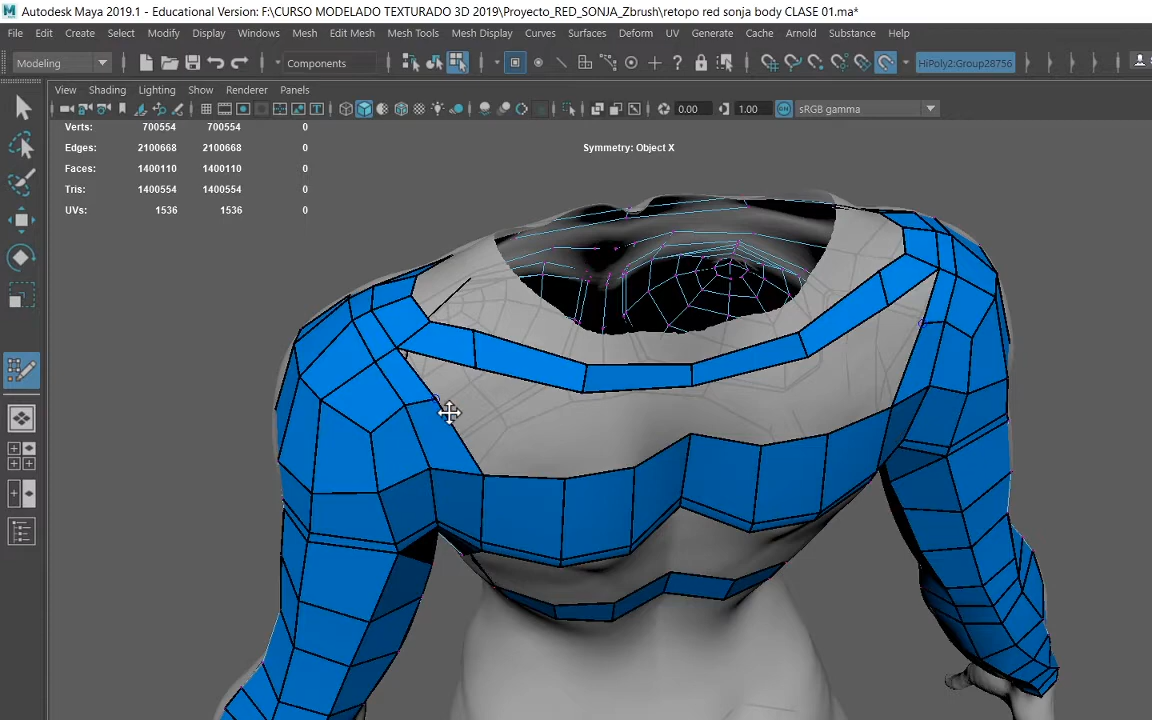 Autodesk Maya 2019.1 - Educational Version: F:\CURSO MODELADO TEXTURADO 3D 2019\Proyecto_RED_SONJA_Zbrush\retopo red sonja body CLASE 01.ma*
File Edit Create Select Modify Display Windows Mesh Edit Mesh Mesh Tools Mesh Display Curves Surfaces Deform UV Generate Cache Arnold Substance Help
Modeling Components HiPoly2:Group28756
View Shading Lighting Show Renderer Panels
0.00 1.00 sRGB gamma
Verts: 700554 700554 0
Edges: 2100668 2100668 0
Symmetry: Object X
Faces: 1400110 1400110 0
Tris: 1400554 1400554 0
UVs: 1536 1536 0